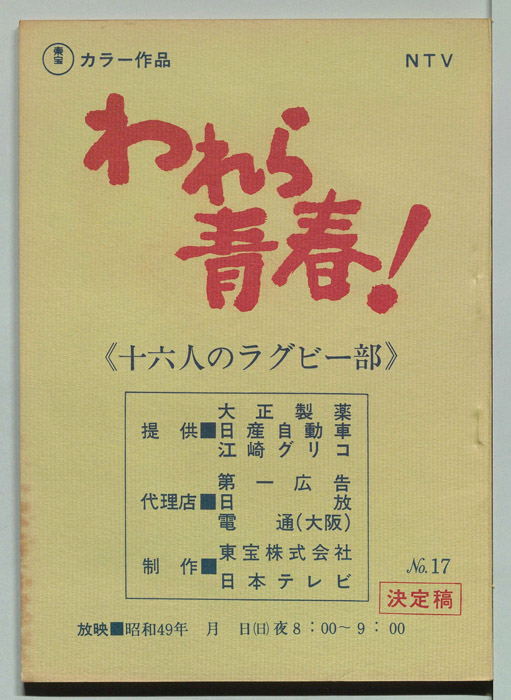 東宝 カラー作品 NTV
われら
青春!
《十六人のラグビー部》
提供■大正製薬
日産自動車
江崎グリコ
代理店■第一広告
日放
電通(大阪)
制作■東宝株式会社
日本テレビ
No.17
決定稿
放映■昭和49年 月 日(日)夜8:00~9:00